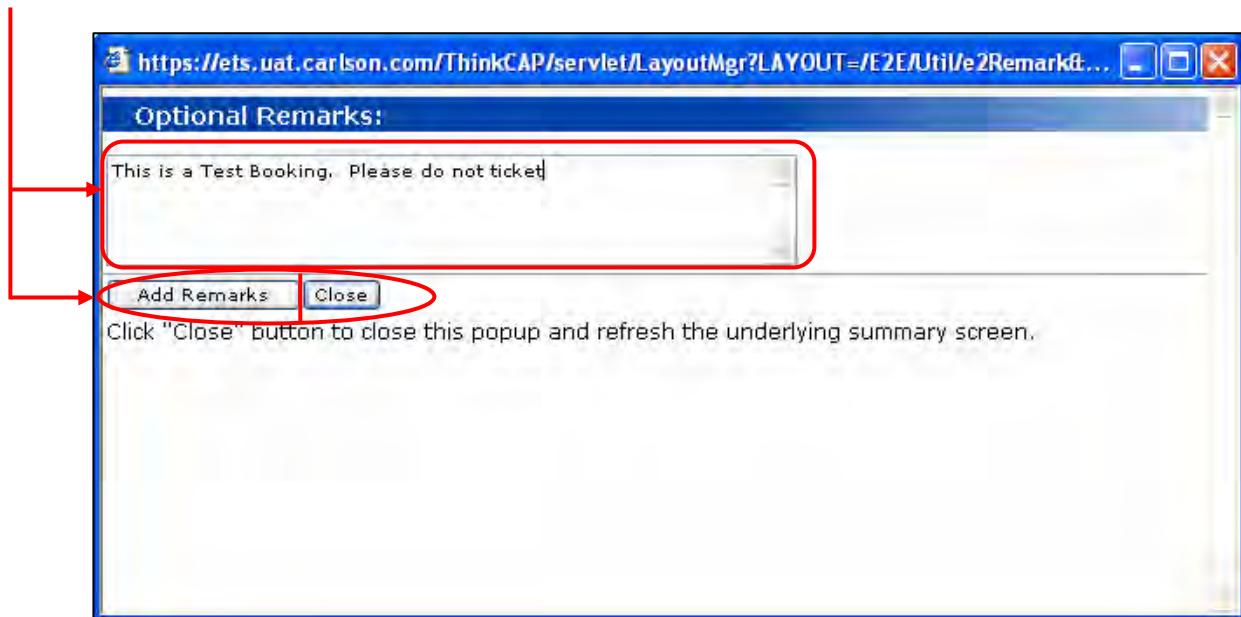 https://ets.uat.carlson.com/ThinkCAP/servlet/LayoutMgr?LAYOUT=/E2E/Util/e2Remark&...
Optional Remarks:
This is a Test Booking. Please do not ticket
Add Remarks Close
Click "Close" button to close this popup and refresh the underlying summary screen.